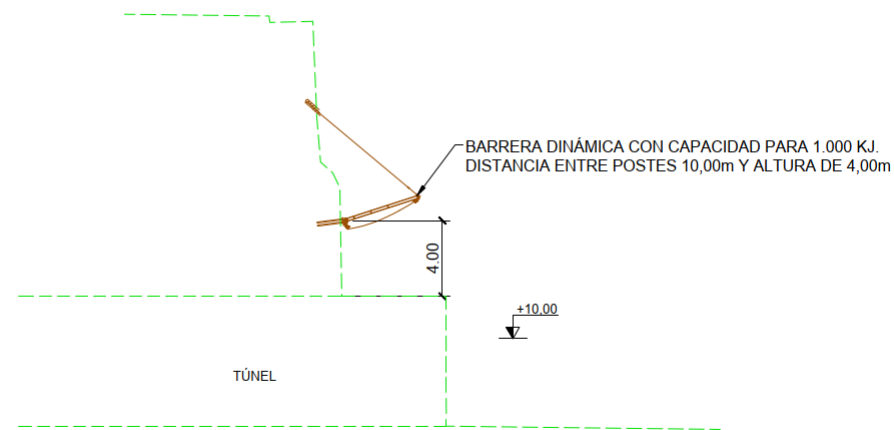 BARRERA DINÁMICA CON CAPACIDAD PARA 1.000 KJ.
DISTANCIA ENTRE POSTES 10,00m Y ALTURA DE 4,00m
4.00
+10,00
TÚNEL